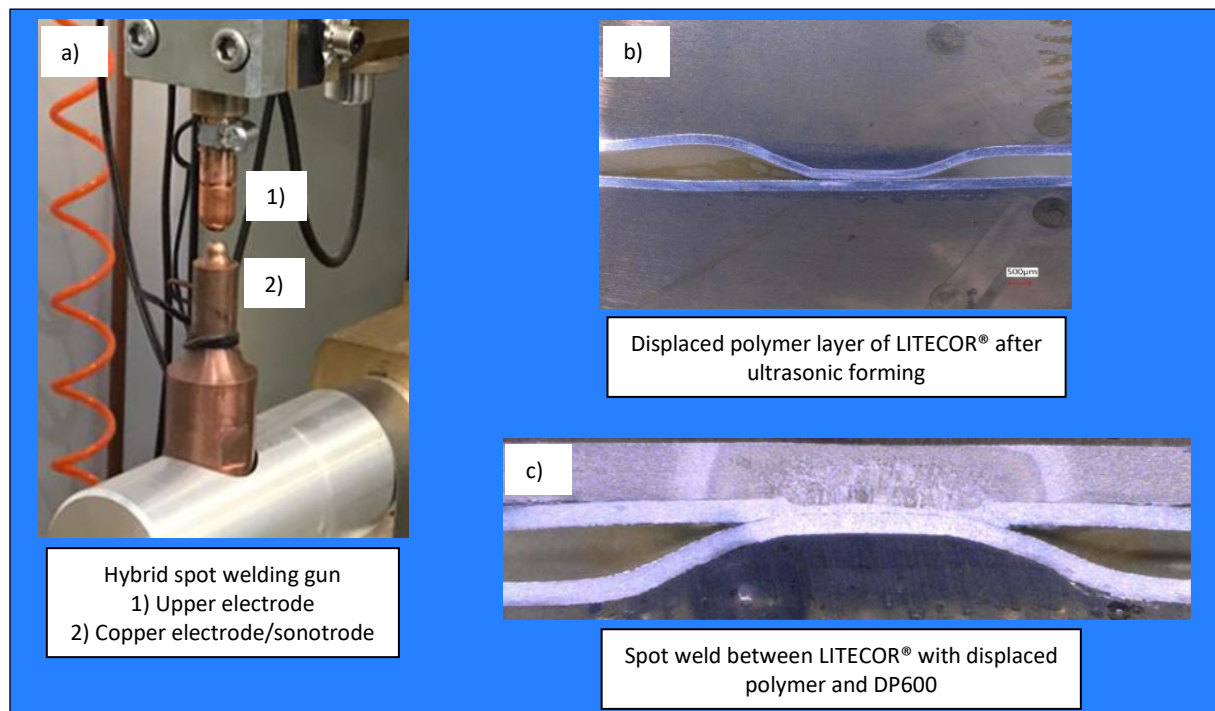 a)
1)
2)
Hybrid spot welding gun
1) Upper electrode
2) Copper electrode/sonotrode
b)
500µm
Displaced polymer layer of LITECOR® after
ultrasonic forming
c)
Spot weld between LITECOR® with displaced
polymer and DP600